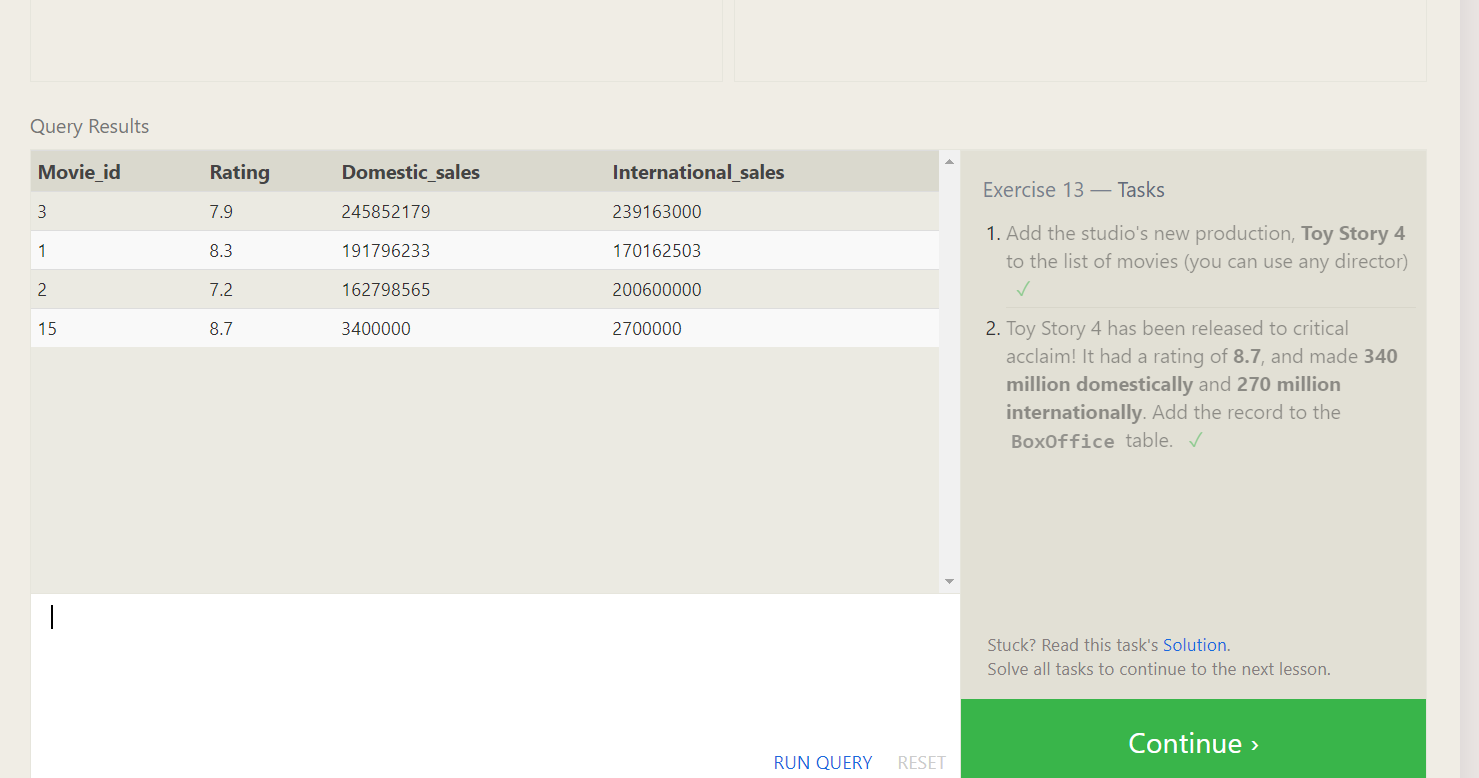 Query Results
Movie_id Rating Domestic_sales International_sales
3 7.9 245852179 239163000
1 8.3 191796233 170162503
2 7.2 162798565 200600000
15 8.7 3400000 2700000
Exercise 13 — Tasks
1. Add the studio's new production, Toy Story 4
to the list of movies (you can use any director)
✓
2. Toy Story 4 has been released to critical
acclaim! It had a rating of 8.7, and made 340
million domestically and 270 million
internationally. Add the record to the
BoxOffice table. ✓
Stuck? Read this task's Solution.
Solve all tasks to continue to the next lesson.
RUN QUERY RESET
Continue ›